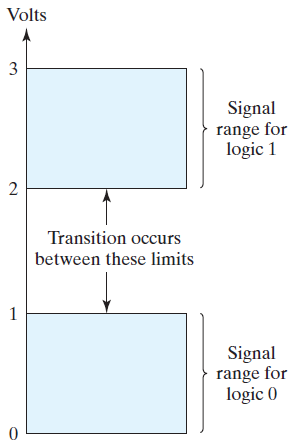 Volts
3
Signal
range for
logic 1
2
Transition occurs
between these limits
1
Signal
range for
logic 0
0